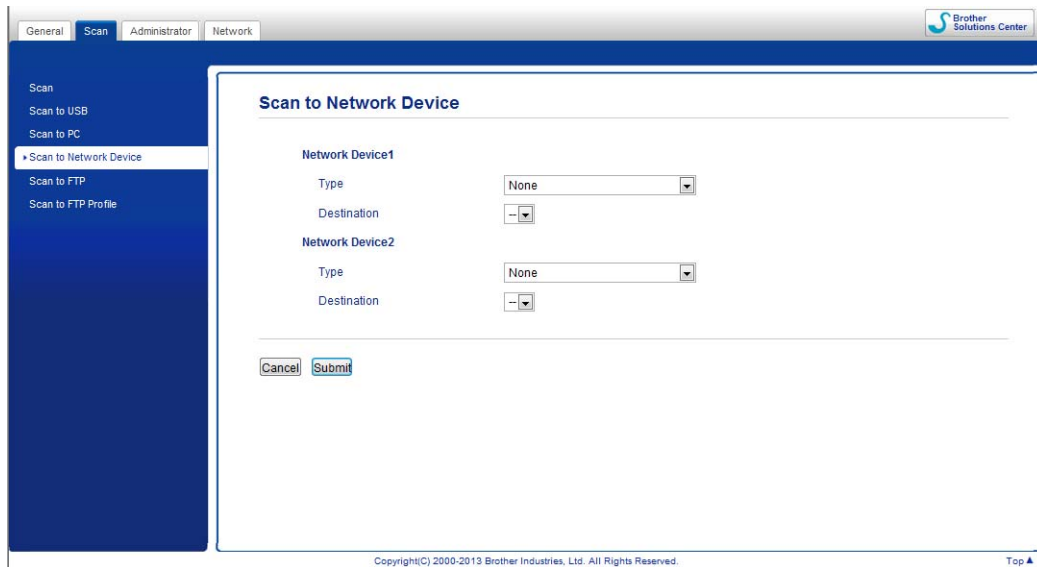 General Scan Administrator Network
Brother
Solutions Center
Scan
Scan to USB
Scan to PC
Scan to Network Device
Scan to FTP
Scan to FTP Profile
Scan to Network Device
Network Device1
Type None
Destination --
Network Device2
Type None
Destination --
Cancel Submit
Copyright(C) 2000-2013 Brother Industries, Ltd. All Rights Reserved.
Top▲